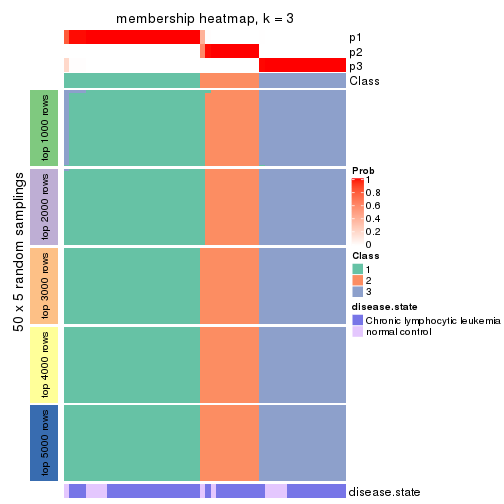 membership heatmap, k = 3
p1
p2
p3
Class
50 x 5 random samplings
top 1000 rows
top 2000 rows
top 3000 rows
top 4000 rows
top 5000 rows
Prob
1
0.8
0.6
0.4
0.2
0
Class
1
2
3
disease.state
Chronic lymphocytic leukemia
normal control
disease.state